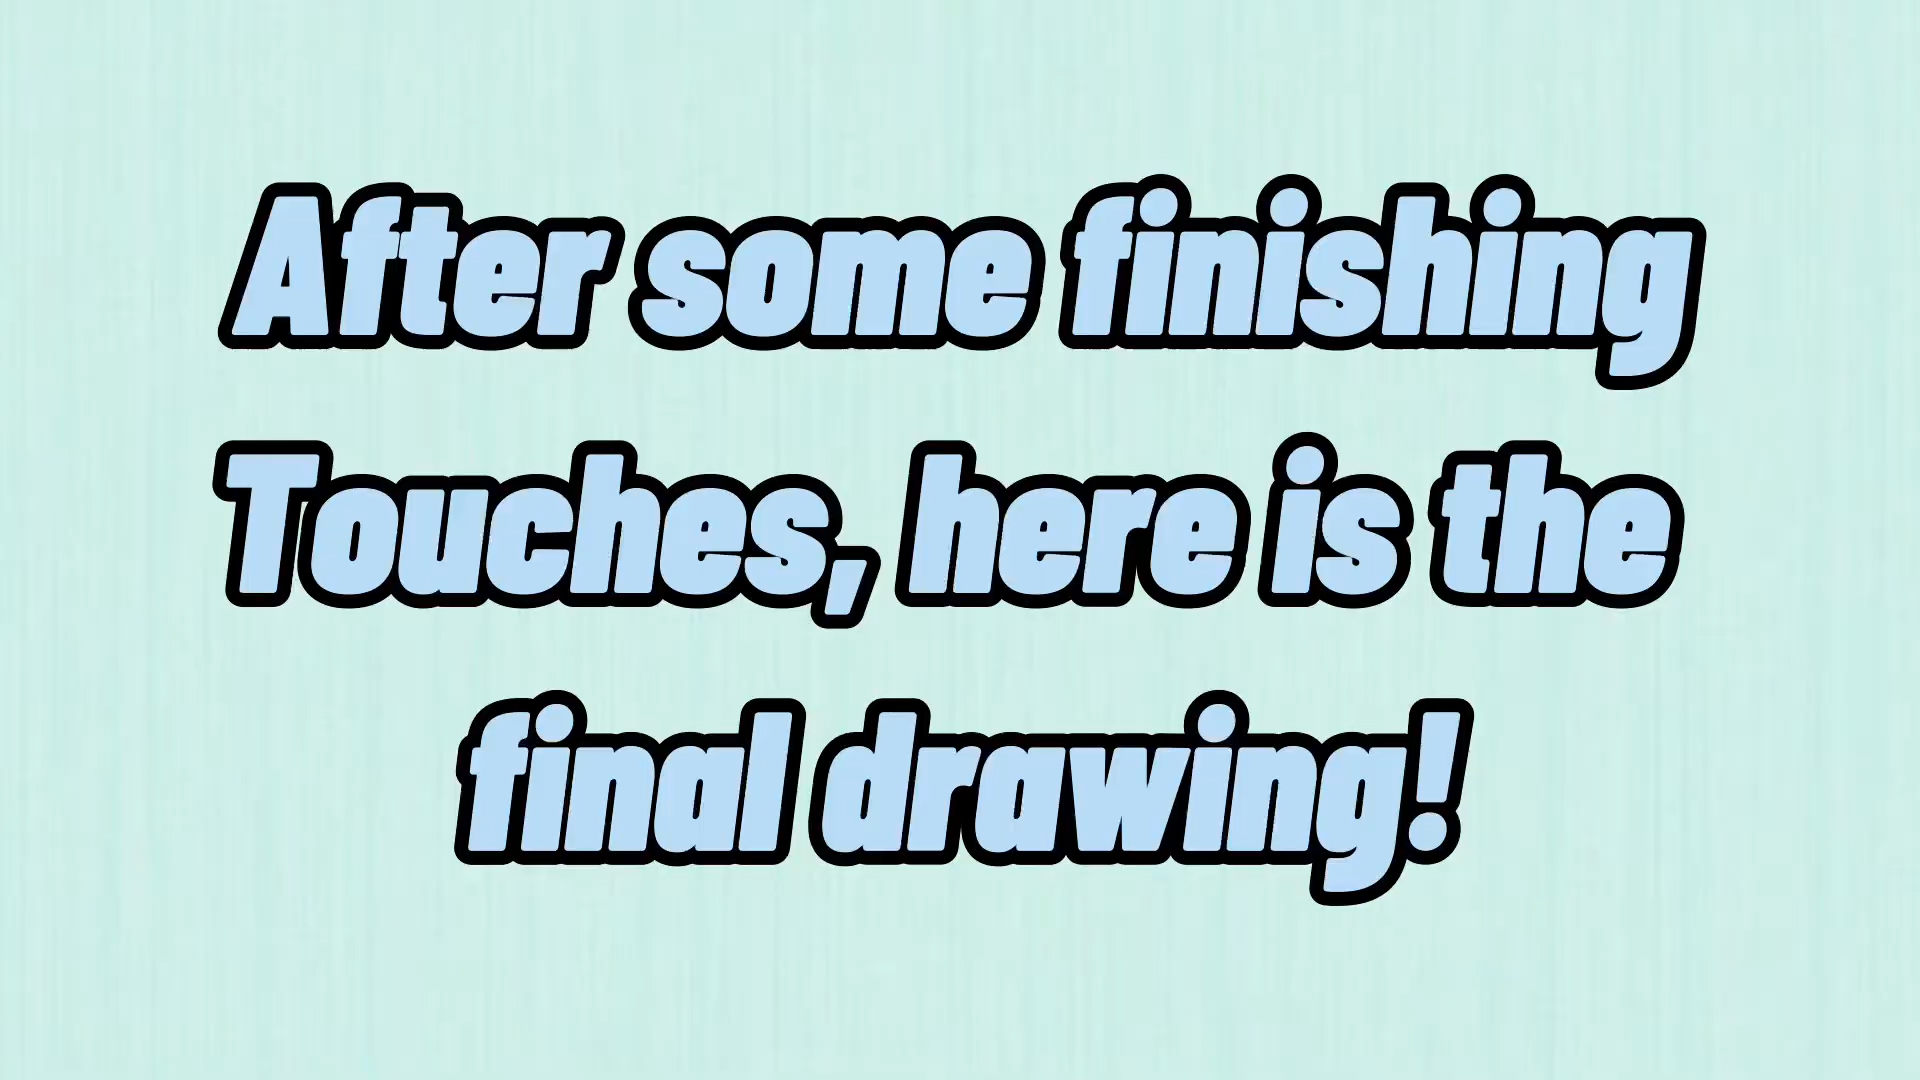 After some finishing
Touches, here is the
final drawing!